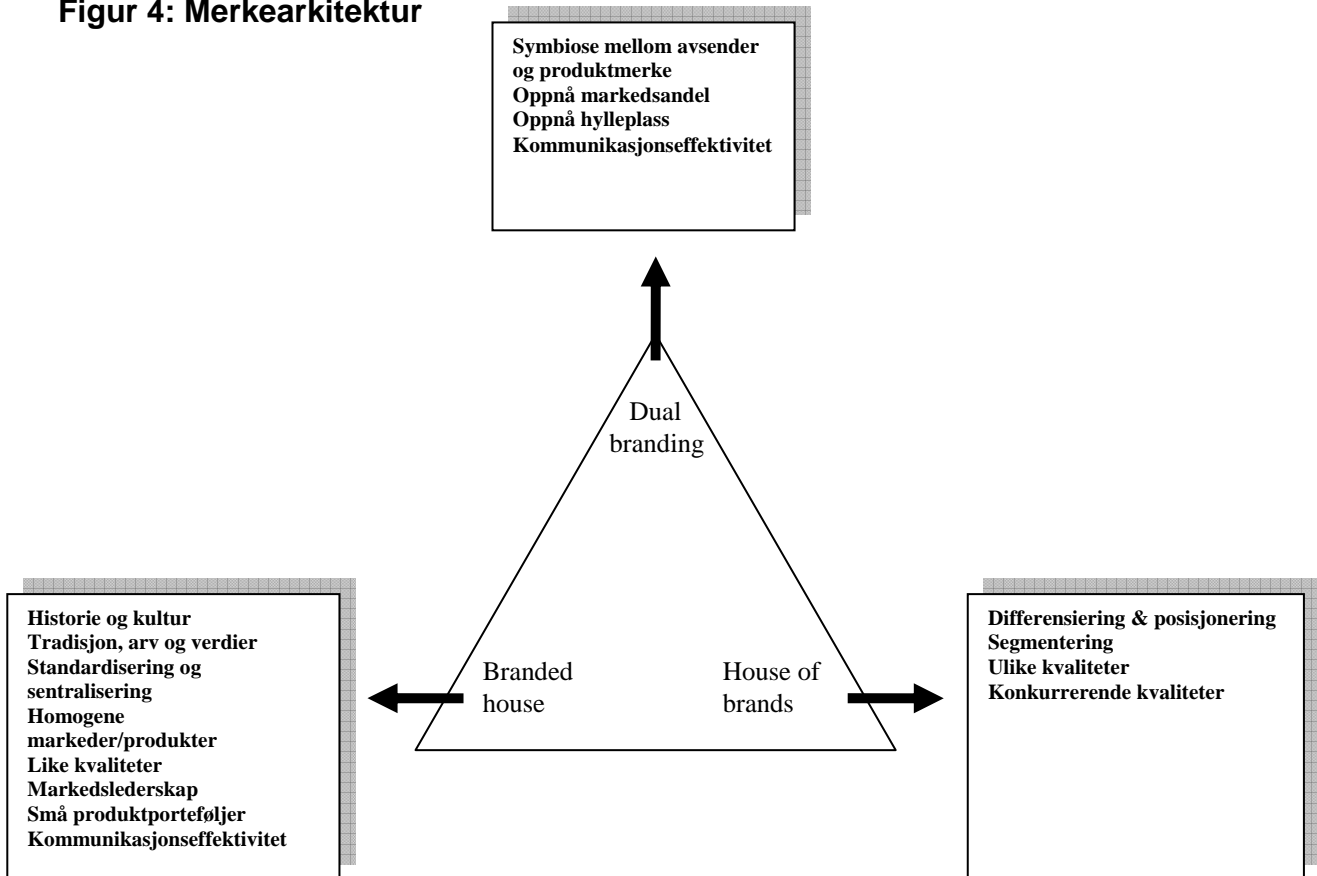 Figur 4: Merkearkitektur
Symbiose mellom avsender
og produktmerke
Oppnå markedsandel
Oppnå hylleplass
Kommunikasjonseffektivitet
Dual
branding
Branded
house
House of
brands
Historie og kultur
Tradisjon, arv og verdier
Standardisering og
sentralisering
Homogene
markeder/produkter
Like kvaliteter
Markedslederskap
Små produktporteføljer
Kommunikasjonseffektivitet
Differensiering & posisjonering
Segmentering
Ulike kvaliteter
Konkurrerende kvaliteter